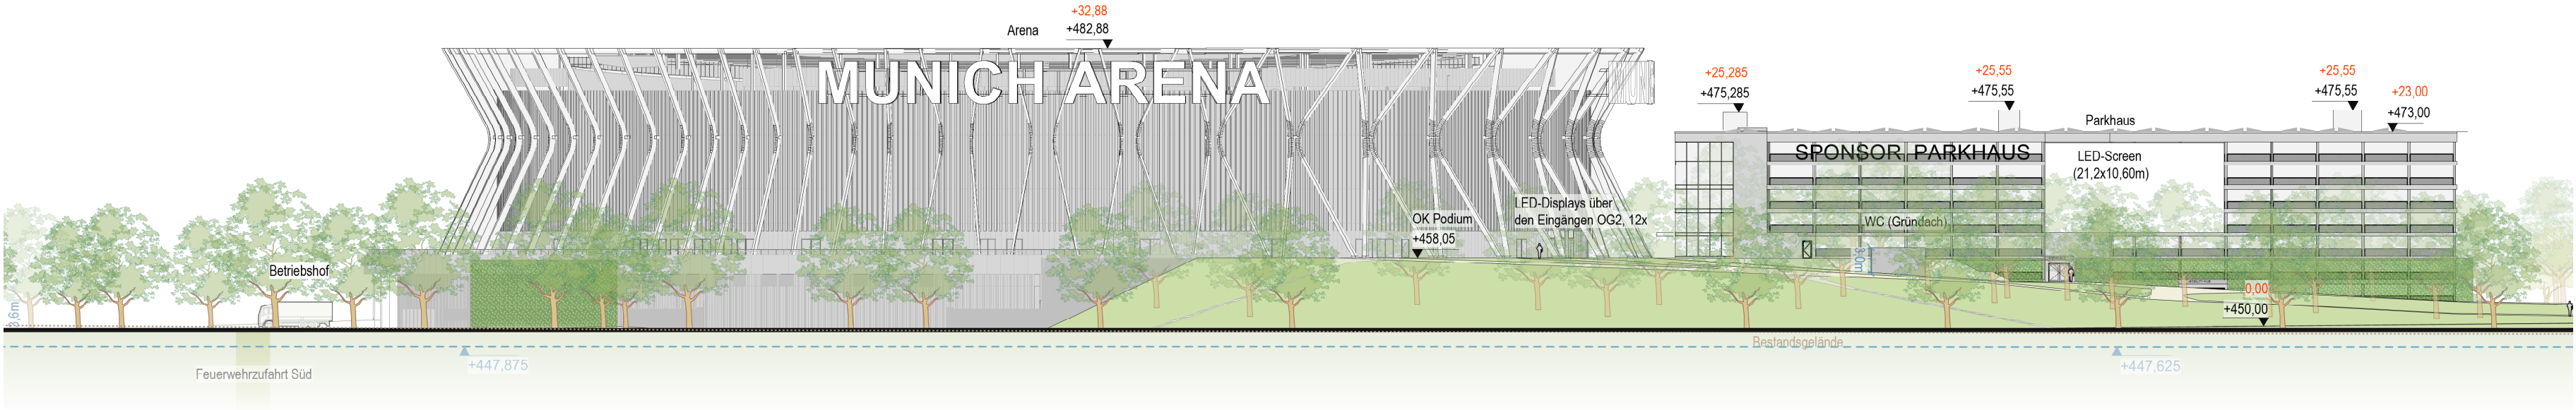 +32,88
Arena +482,88
MUNICH ARENA
+25,285
+475,285
+25,55
+475,55
+25,55
+475,55
+23,00
+473,00
Parkhaus
SPONSOR PARKHAUS
LED-Screen
(21,2x10,60m)
LED-Displays über
den Eingängen OG2, 12x
OK Podium
+458,05
WC (Gründach)
Betriebshof
3,6m
0,00
+450,00
Bestandsgelände
+447,875
+447,625
Feuerwehrzufahrt Süd